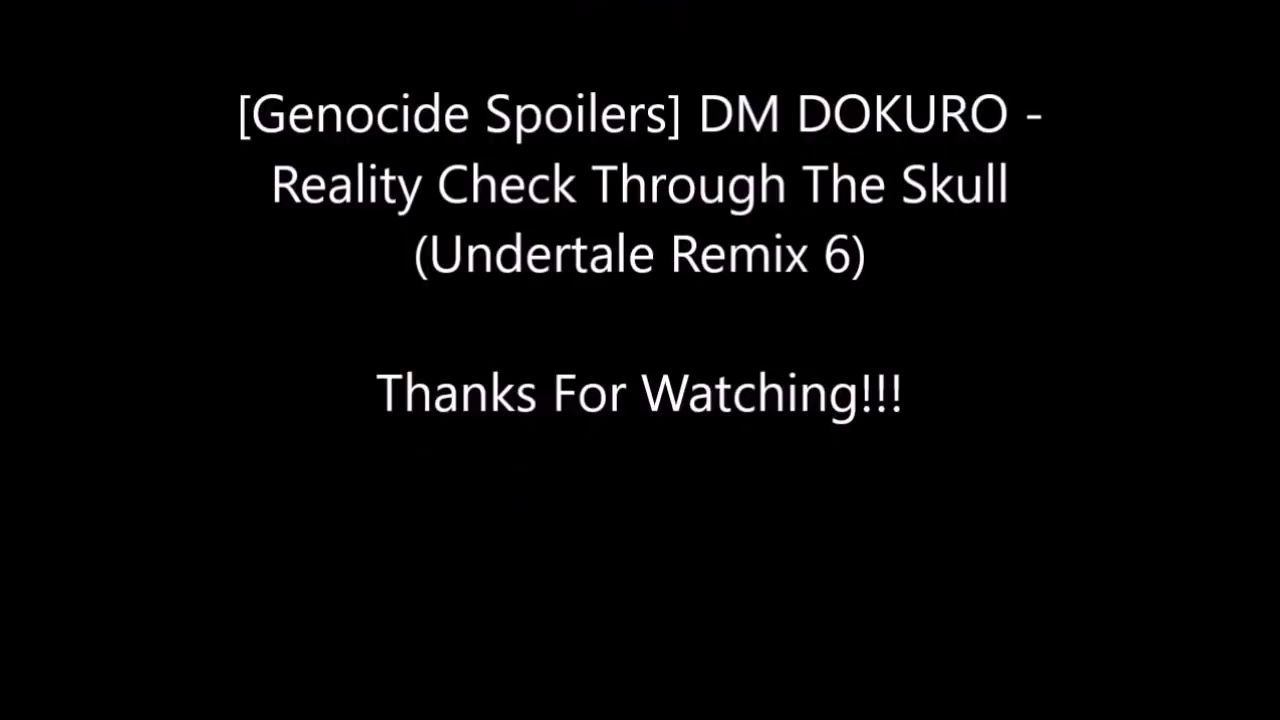 [Genocide Spoilers] DM DOKURO -
Reality Check Through The Skull
(Undertale Remix 6)
Thanks For Watching!!!